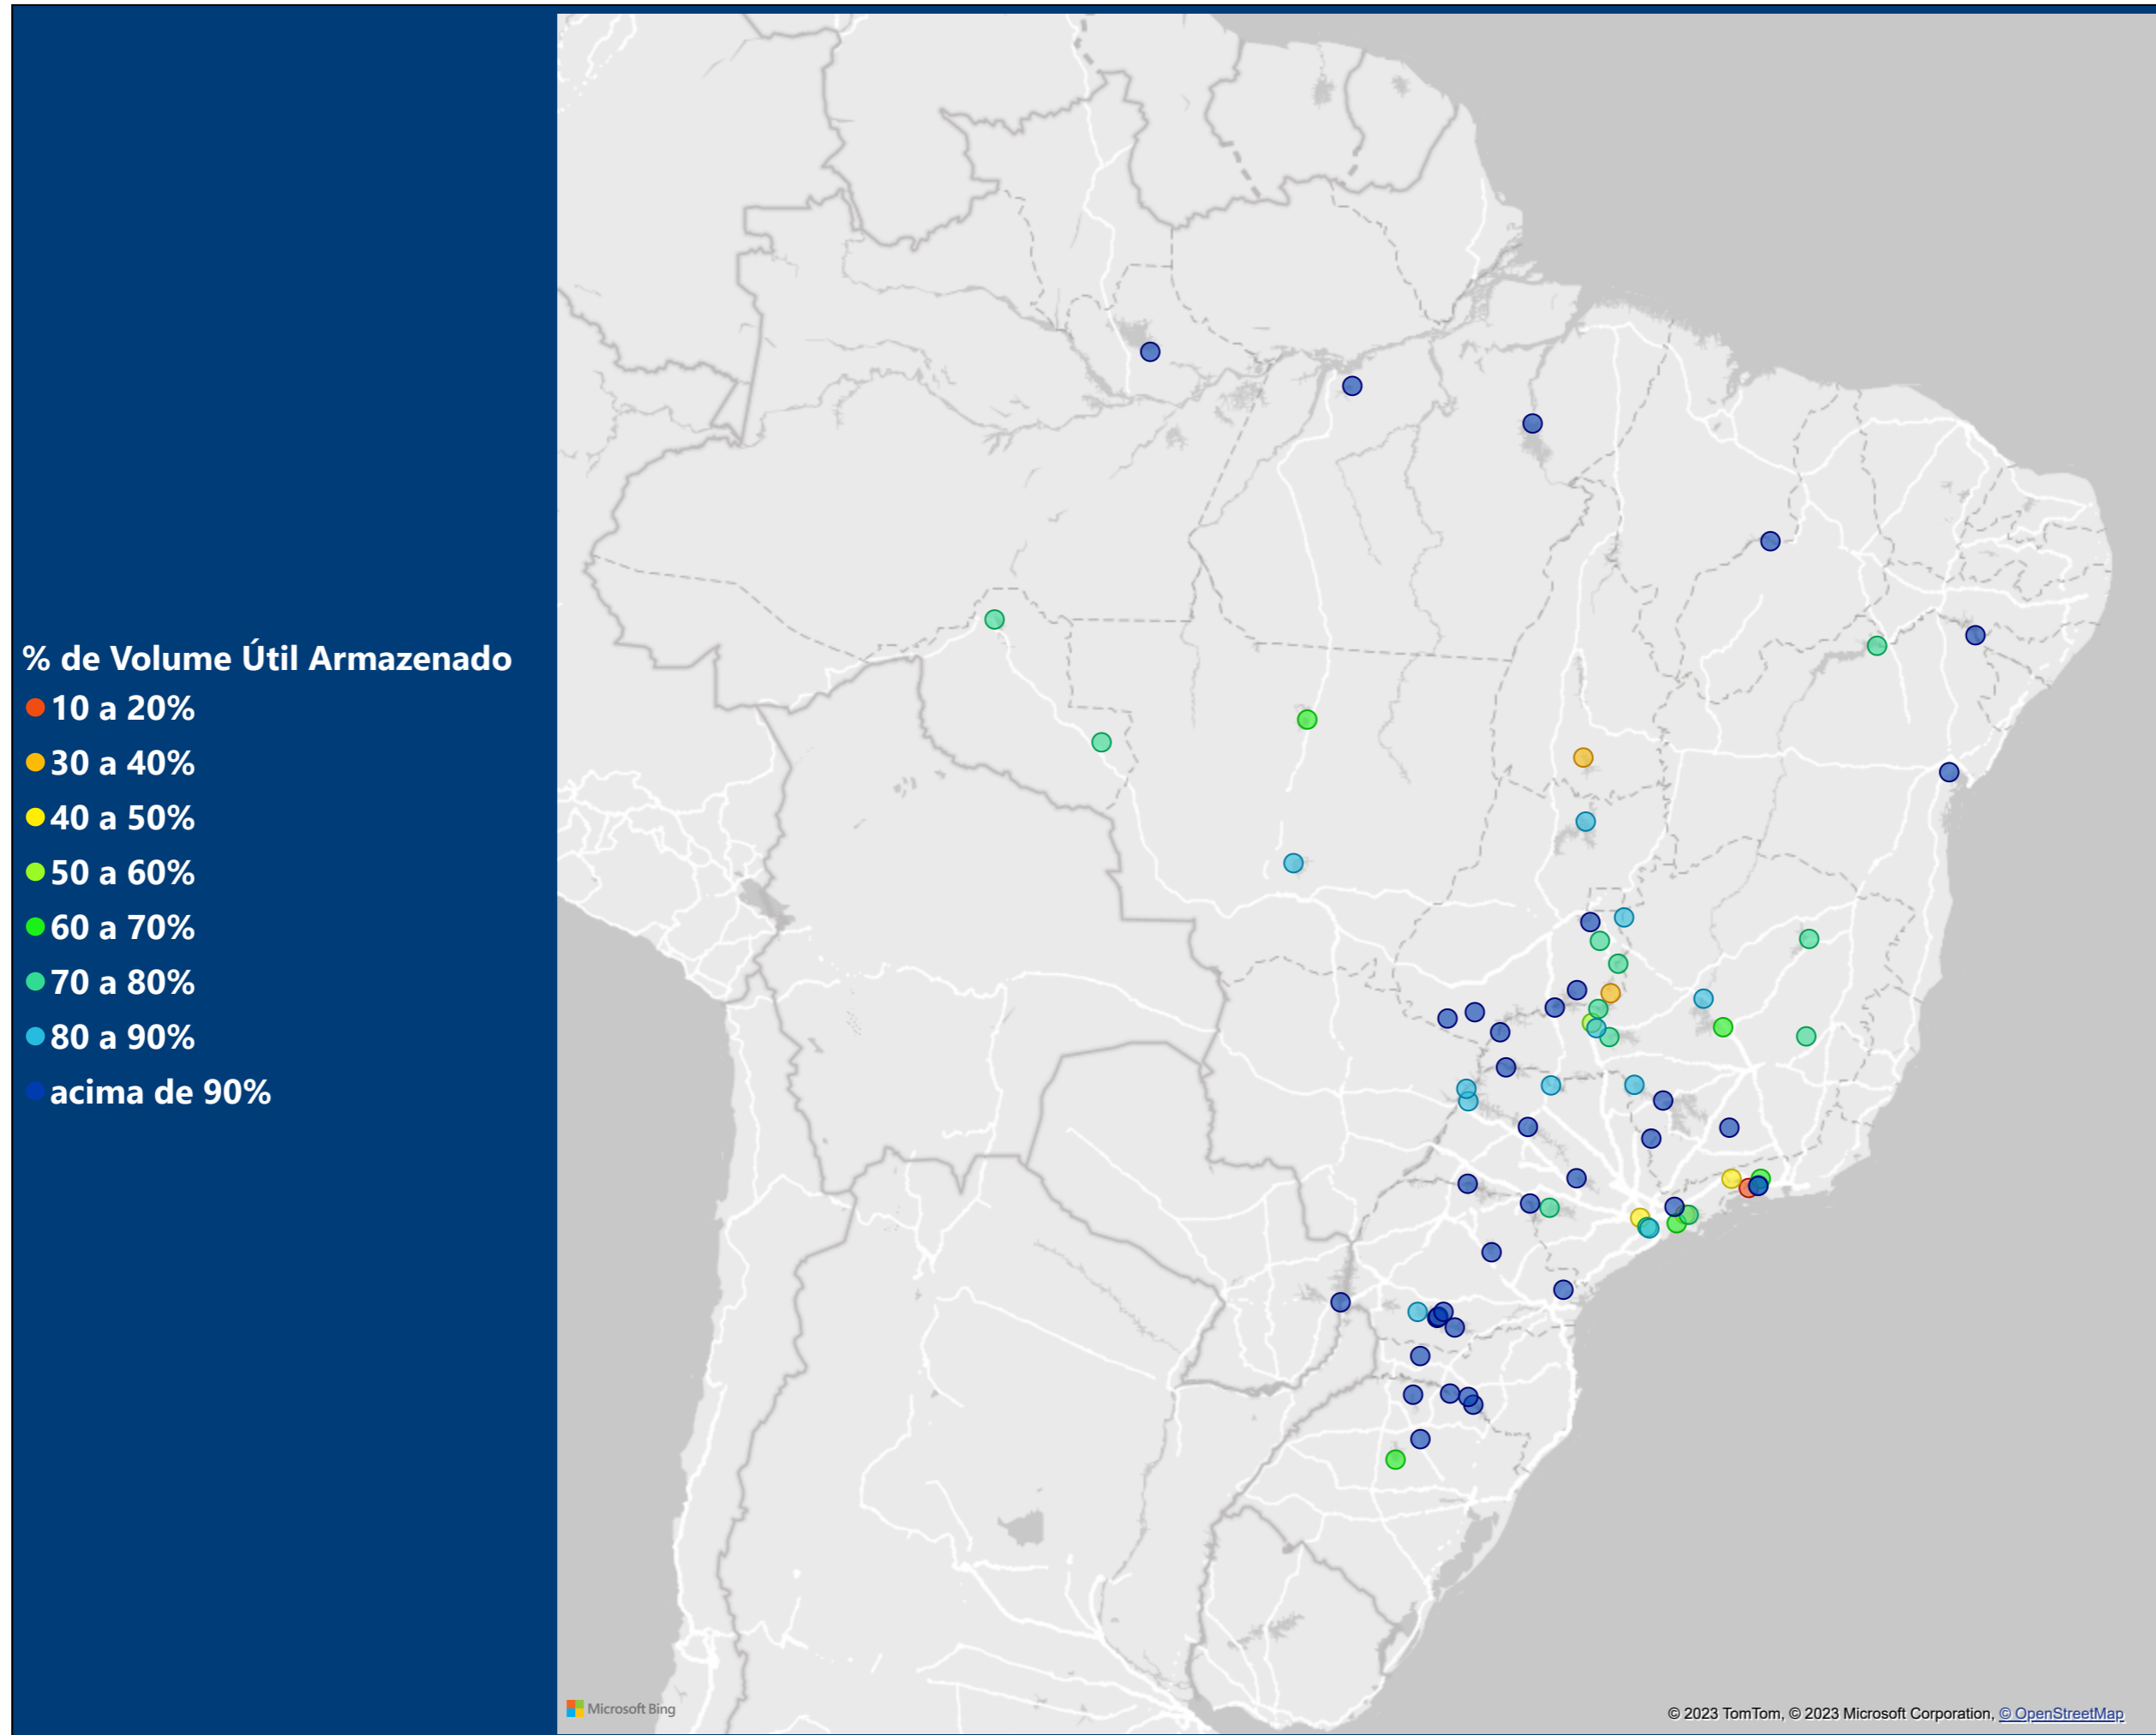 % de Volume Útil Armazenado
10 a 20%
30 a 40%
40 a 50%
50 a 60%
60 a 70%
70 a 80%
80 a 90%
acima de 90%
Microsoft Bing
© 2023 TomTom, © 2023 Microsoft Corporation, © OpenStreetMap